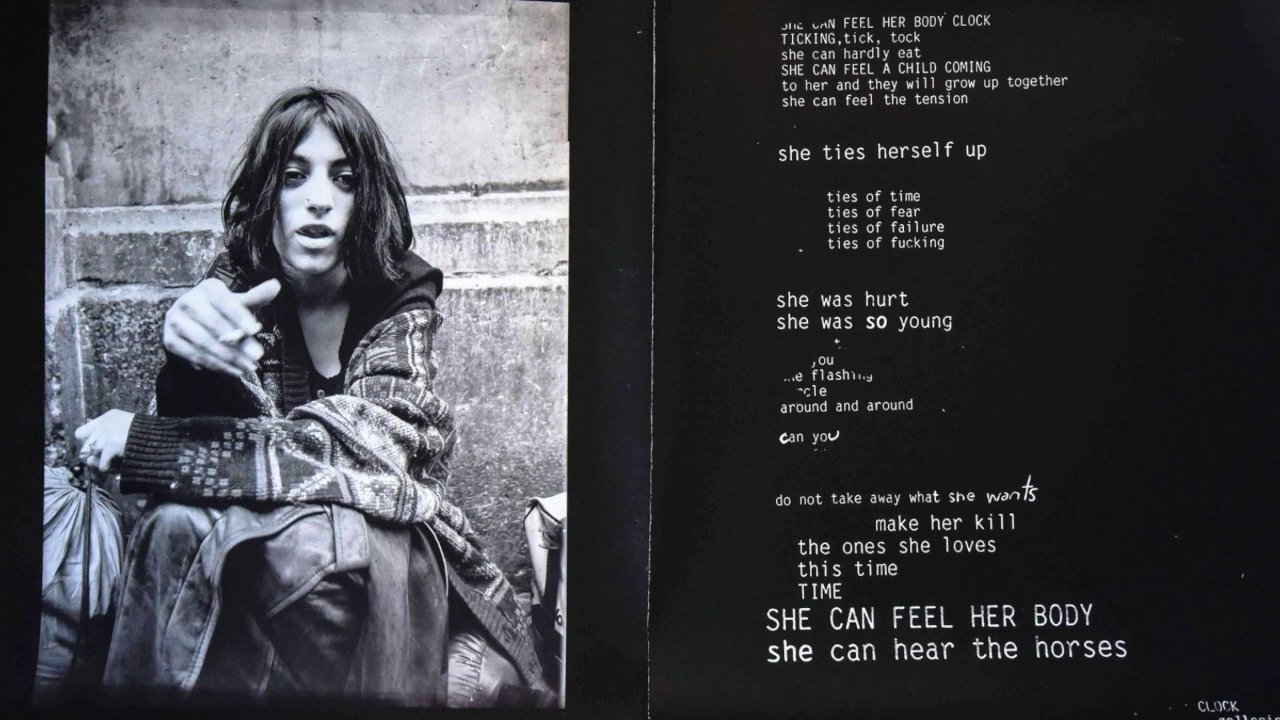 SHE CAN FEEL HER BODY CLOCK
TICKING,tick, tock
she can hardly eat
SHE CAN FEEL A CHILD COMING
to her and they will grow up together
she can feel the tension
she ties herself up
ties of time
ties of fear
ties of failure
ties of fucking
she was hurt
she was so young
flashing
around and around
can you
do not take away what she wants
make her kill
the ones she loves
this time
TIME
SHE CAN FEEL HER BODY
she can hear the horses
CLOCK